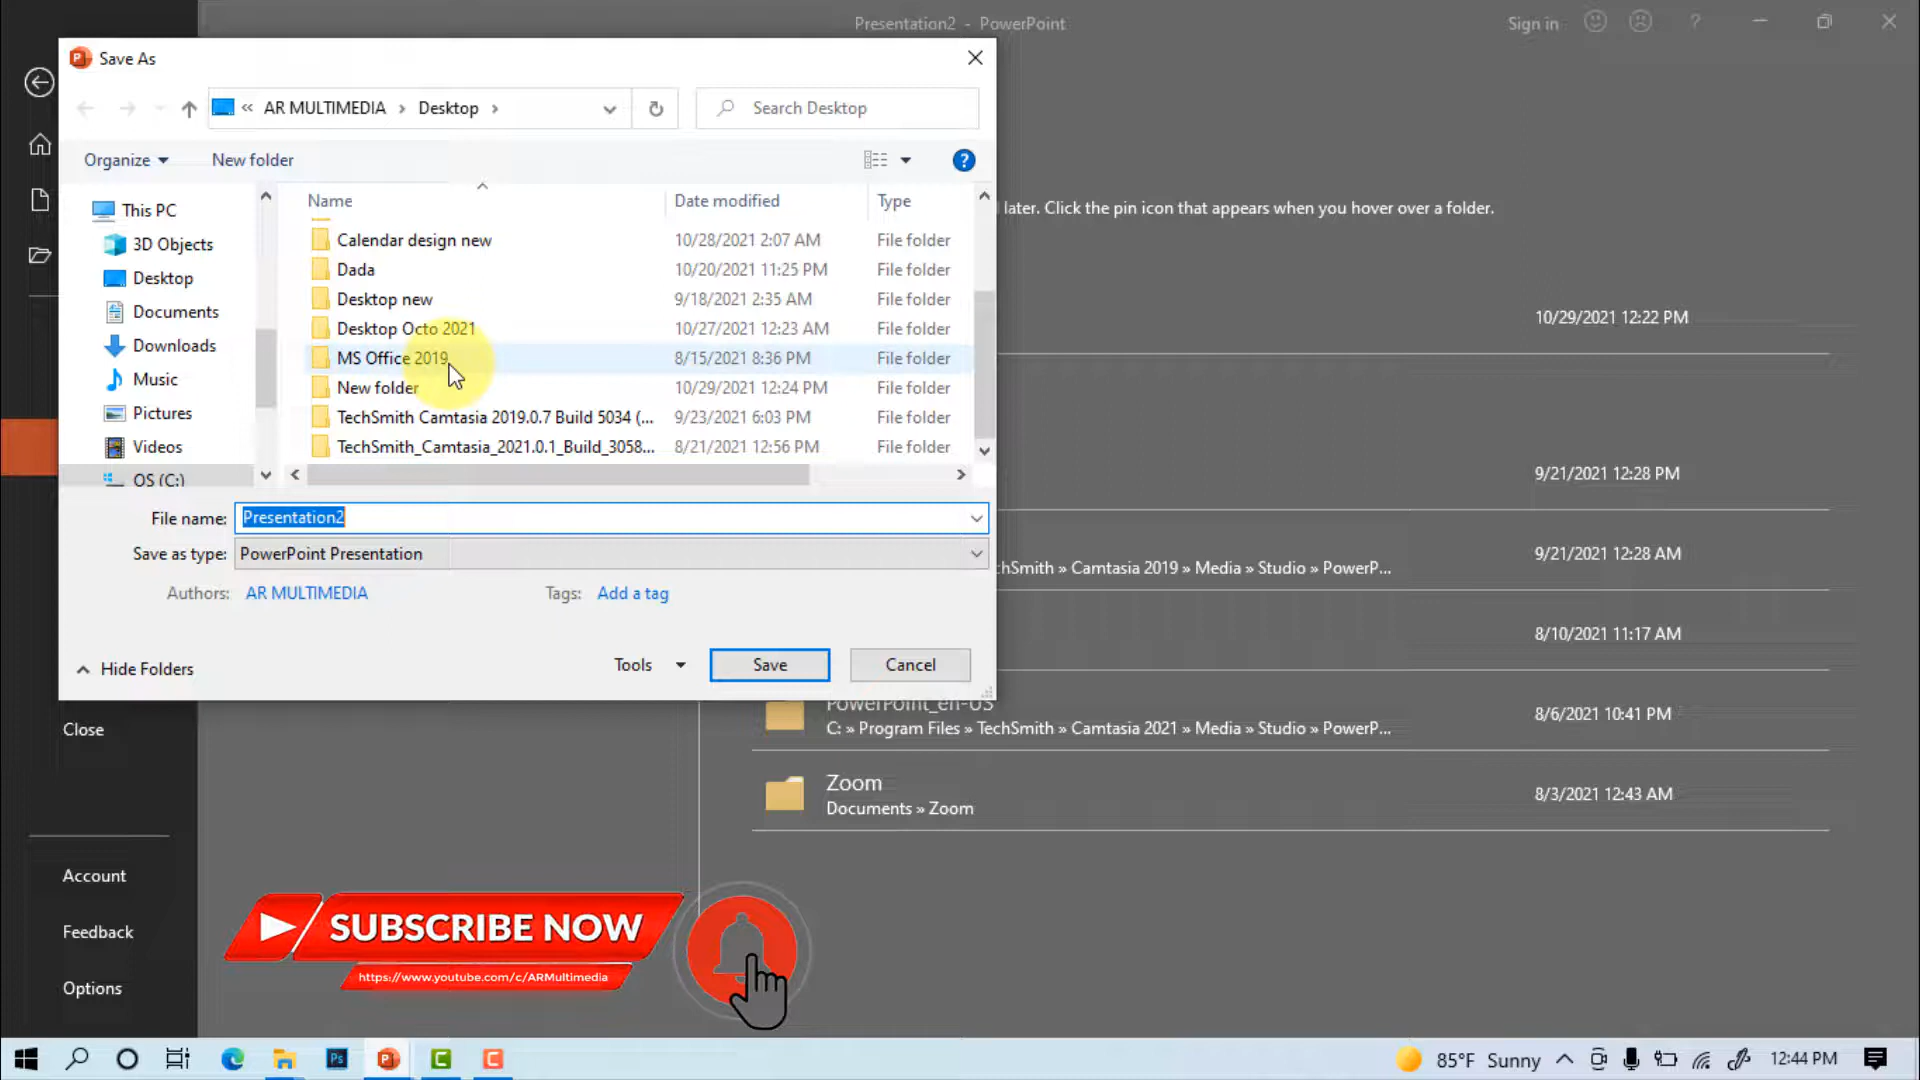 Presentation2 - PowerPoint
Sign in
?
Save As
« AR MULTIMEDIA › Desktop ›
Search Desktop
Organize
New folder
?
Name
Date modified
Type
This PC
3D Objects
Desktop
Documents
Downloads
Music
Pictures
Videos
OS (C:)
Calendar design new 10/28/2021 2:07 AM File folder
Dada 10/20/2021 11:25 PM File folder
Desktop new 9/18/2021 2:35 AM File folder
Desktop Octo 2021 10/27/2021 12:23 AM File folder
MS Office 2019 8/15/2021 8:36 PM File folder
New folder 10/29/2021 12:24 PM File folder
TechSmith Camtasia 2019.0.7 Build 5034 (... 9/23/2021 6:03 PM File folder
TechSmith_Camtasia_2021.0.1_Build_3058... 8/21/2021 12:56 PM File folder
File name: Presentation2
Save as type: PowerPoint Presentation
Authors: AR MULTIMEDIA
Tags: Add a tag
Hide Folders
Tools
Save
Cancel
later. Click the pin icon that appears when you hover over a folder.
10/29/2021 12:22 PM
9/21/2021 12:28 PM
hSmith » Camtasia 2019 » Media » Studio » PowerP...
9/21/2021 12:28 AM
8/10/2021 11:17 AM
PowerPoint_en-US
C: » Program Files » TechSmith » Camtasia 2021 » Media » Studio » PowerP...
8/6/2021 10:41 PM
Zoom
Documents » Zoom
8/3/2021 12:43 AM
Close
Account
Feedback
Options
SUBSCRIBE NOW
https://www.youtube.com/c/ARMultimedia
Ps
85°F Sunny
12:44 PM